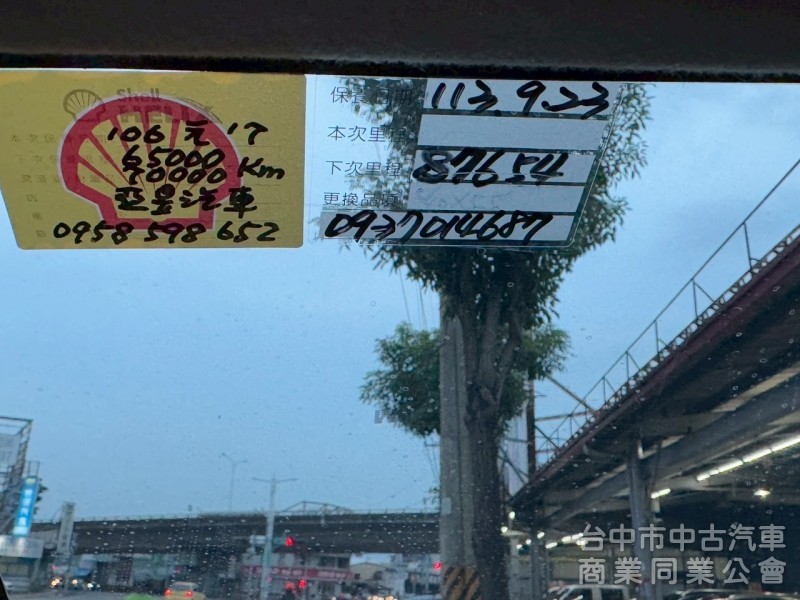 Shell
106元17
65000
70000 Km
亞昱汽車
0958 598 652
保養日期 113.9.23
本次里程
下次里程 87654
更換品項
0937014687
台中市中古汽車
商業同業公會